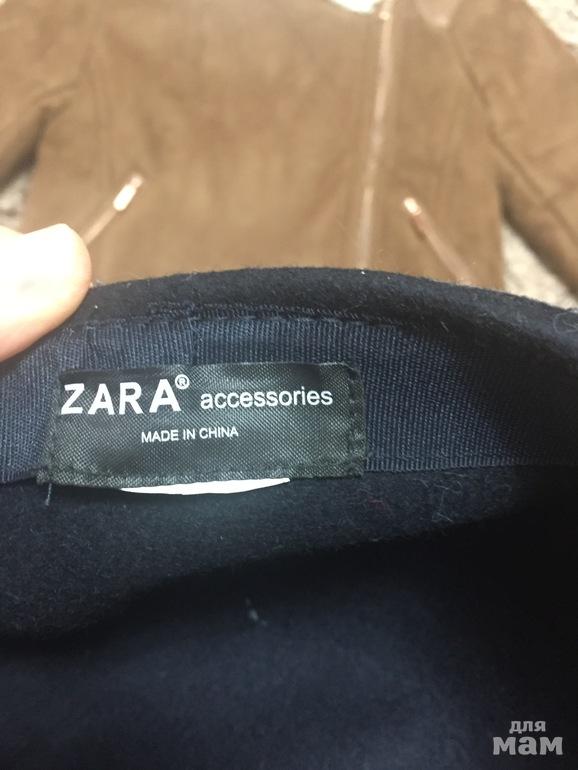 ZARA® accessories
MADE IN CHINA
для
мам